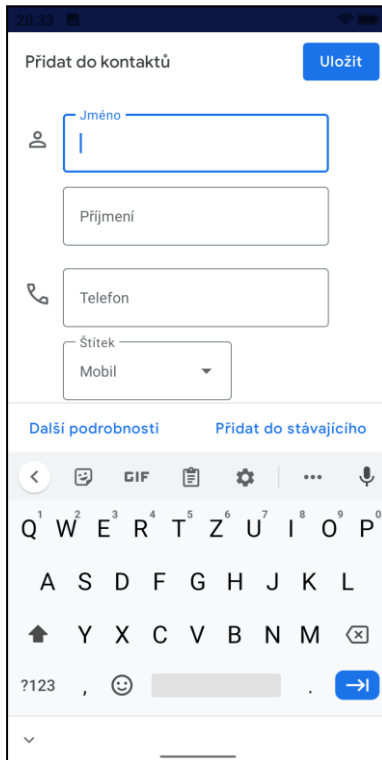 20:33
Přidat do kontaktů
Uložit
Jméno
Příjmení
Telefon
Štítek
Mobil
Další podrobnosti
Přidat do stávajícího
GIF
1 2 3 4 5 6 7 8 9 0
Q W E R T Z U I O P
A S D F G H J K L
Y X C V B N M
?123 , .